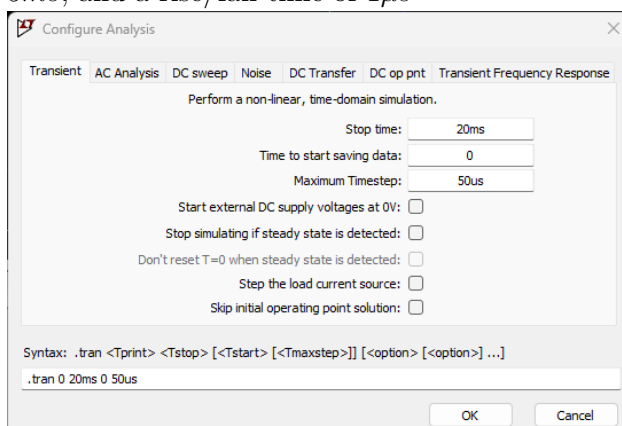 Configure Analysis
Transient AC Analysis DC sweep Noise DC Transfer DC op pnt Transient Frequency Response
Perform a non-linear, time-domain simulation.
Stop time: 20ms
Time to start saving data: 0
Maximum Timestep: 50us
Start external DC supply voltages at 0V:
Stop simulating if steady state is detected:
Don't reset T=0 when steady state is detected:
Step the load current source:
Skip initial operating point solution:
Syntax: .tran <Tprint> <Tstop> [<Tstart> [<Tmaxstep>]] [<option> [<option>] ...]
.tran 0 20ms 0 50us
OK Cancel